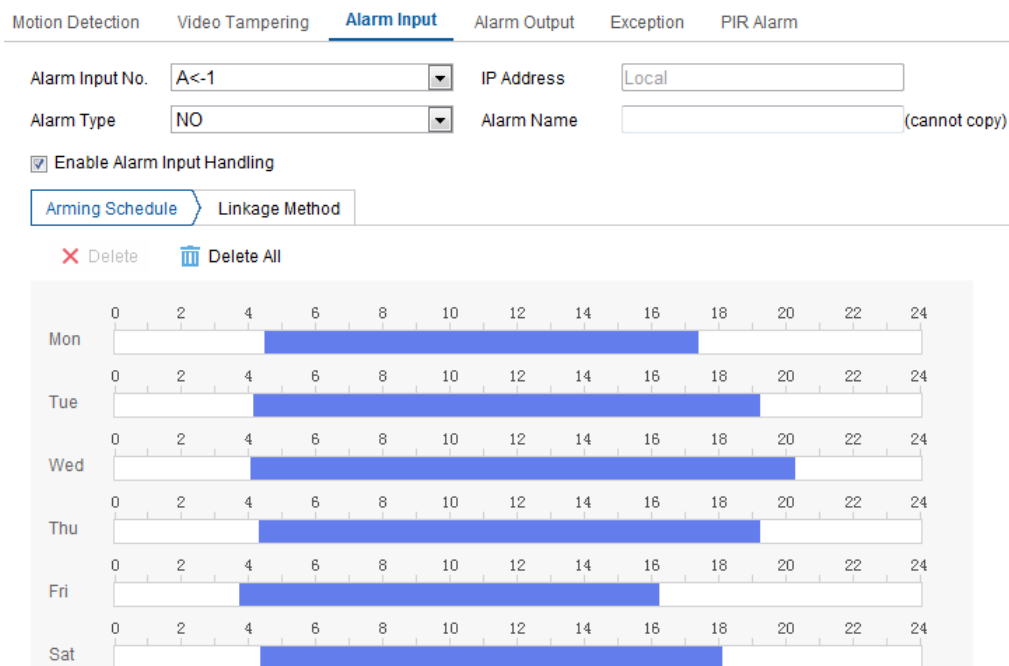 Motion Detection Video Tampering Alarm Input Alarm Output Exception PIR Alarm
Alarm Input No. A<-1 IP Address Local
Alarm Type NO Alarm Name (cannot copy)
Enable Alarm Input Handling
Arming Schedule Linkage Method
Delete Delete All
0 2 4 6 8 10 12 14 16 18 20 22 24
Mon
0 2 4 6 8 10 12 14 16 18 20 22 24
Tue
0 2 4 6 8 10 12 14 16 18 20 22 24
Wed
0 2 4 6 8 10 12 14 16 18 20 22 24
Thu
0 2 4 6 8 10 12 14 16 18 20 22 24
Fri
0 2 4 6 8 10 12 14 16 18 20 22 24
Sat